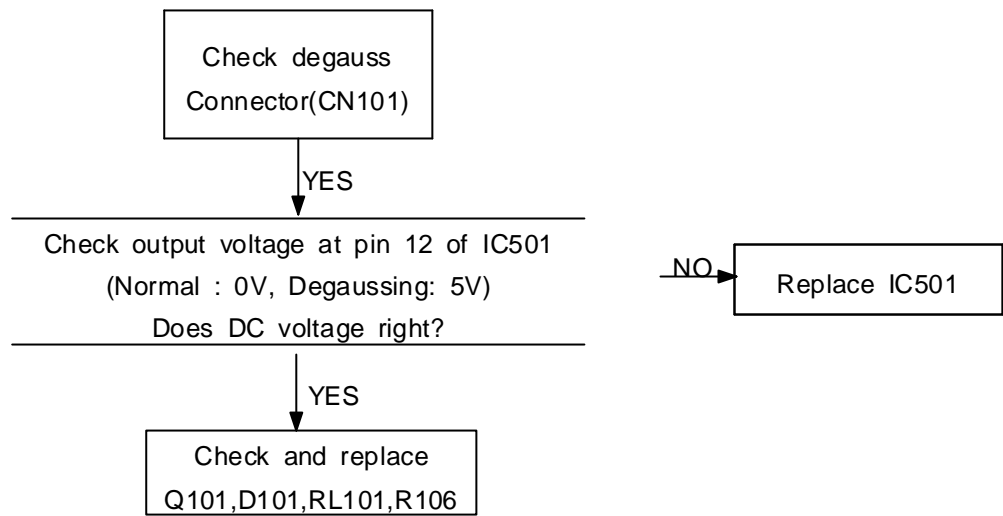 Check degauss
Connector(CN101)
YES
Check output voltage at pin 12 of IC501
(Normal : 0V, Degaussing: 5V)
Does DC voltage right?
NO
Replace IC501
YES
Check and replace
Q101,D101,RL101,R106